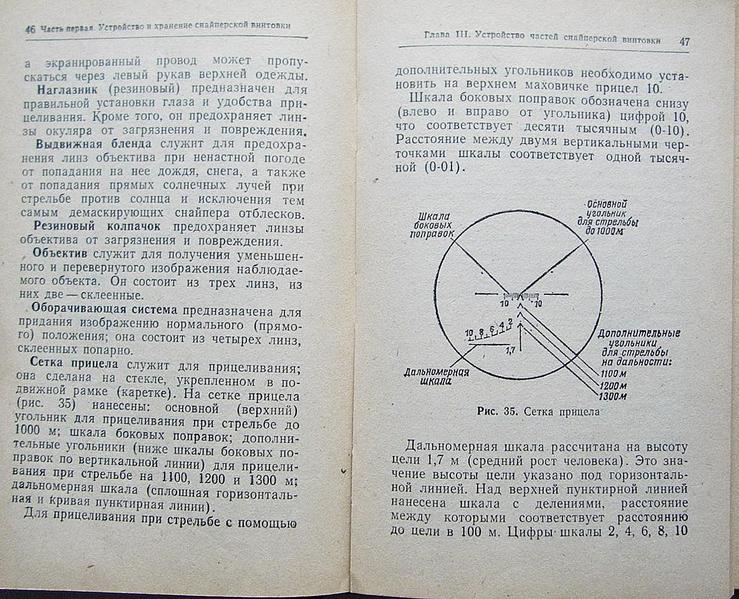 46 Часть первая. Устройство и хранение снайперской винтовки
а экранированный провод может пропу-
скаться через левый рукав верхней одежды.
Наглазник (резиновый) предназначен для
правильной установки глаза и удобства при-
целивания. Кроме того, он предохраняет лин-
зы окуляра от загрязнения и повреждения.
Выдвижная бленда служит для предохра-
нения линз объектива при ненастной погоде
от попадания на нее дождя, снега, а также
от попадания прямых солнечных лучей при
стрельбе против солнца и исключения тем
самым демаскирующих снайпера отблесков.
Резиновый колпачок предохраняет линзы
объектива от загрязнения и повреждения.
Объектив служит для получения уменьшен-
ного и перевернутого изображения наблюдае-
мого объекта. Он состоит из трех линз, из
них две — склеенные.
Оборачивающая система предназначена для
придания изображению нормального (прямо-
го) положения; она состоит из четырех линз,
склеенных попарно.
Сетка прицела служит для прицеливания;
она сделана на стекле, укрепленном в по-
движной рамке (каретке). На сетке прицела
(рис. 35) нанесены: основной (верхний)
угольник для прицеливания при стрельбе до
1000 м; шкала боковых поправок; дополни-
тельные угольники (ниже шкалы боковых по-
правок по вертикальной линии) для прицели-
вания при стрельбе на 1100, 1200 и 1300 м;
дальномерная шкала (сплошная горизонталь-
ная и кривая пунктирная линии).
Для прицеливания при стрельбе с помощью
Глава III. Устройство частей снайперской винтовки 47
дополнительных угольников необходимо уста-
новить на верхнем маховичке прицел 10.
Шкала боковых поправок обозначена снизу
(влево и вправо от угольника) цифрой 10,
что соответствует десяти тысячным (0-10).
Расстояние между двумя вертикальными чер-
точками шкалы соответствует одной тысяч-
ной (0-01).
Шкала
боковых
поправок
Основной
угольник
для стрельбы
до 1000м
10 10
10 8 6 4 2
1,7
Дальномерная
шкала
Дополнительные
угольники
для стрельбы
на дальности:
1100м
1200м
1300м
Рис. 35. Сетка прицела
Дальномерная шкала рассчитана на высоту
цели 1,7 м (средний рост человека). Это зна-
чение высоты цели указано под горизонталь-
ной линией. Над верхней пунктирной линией
нанесена шкала с делениями, расстояние
между которыми соответствует расстоянию
до цели в 100 м. Цифры шкалы 2, 4, 6, 8, 10